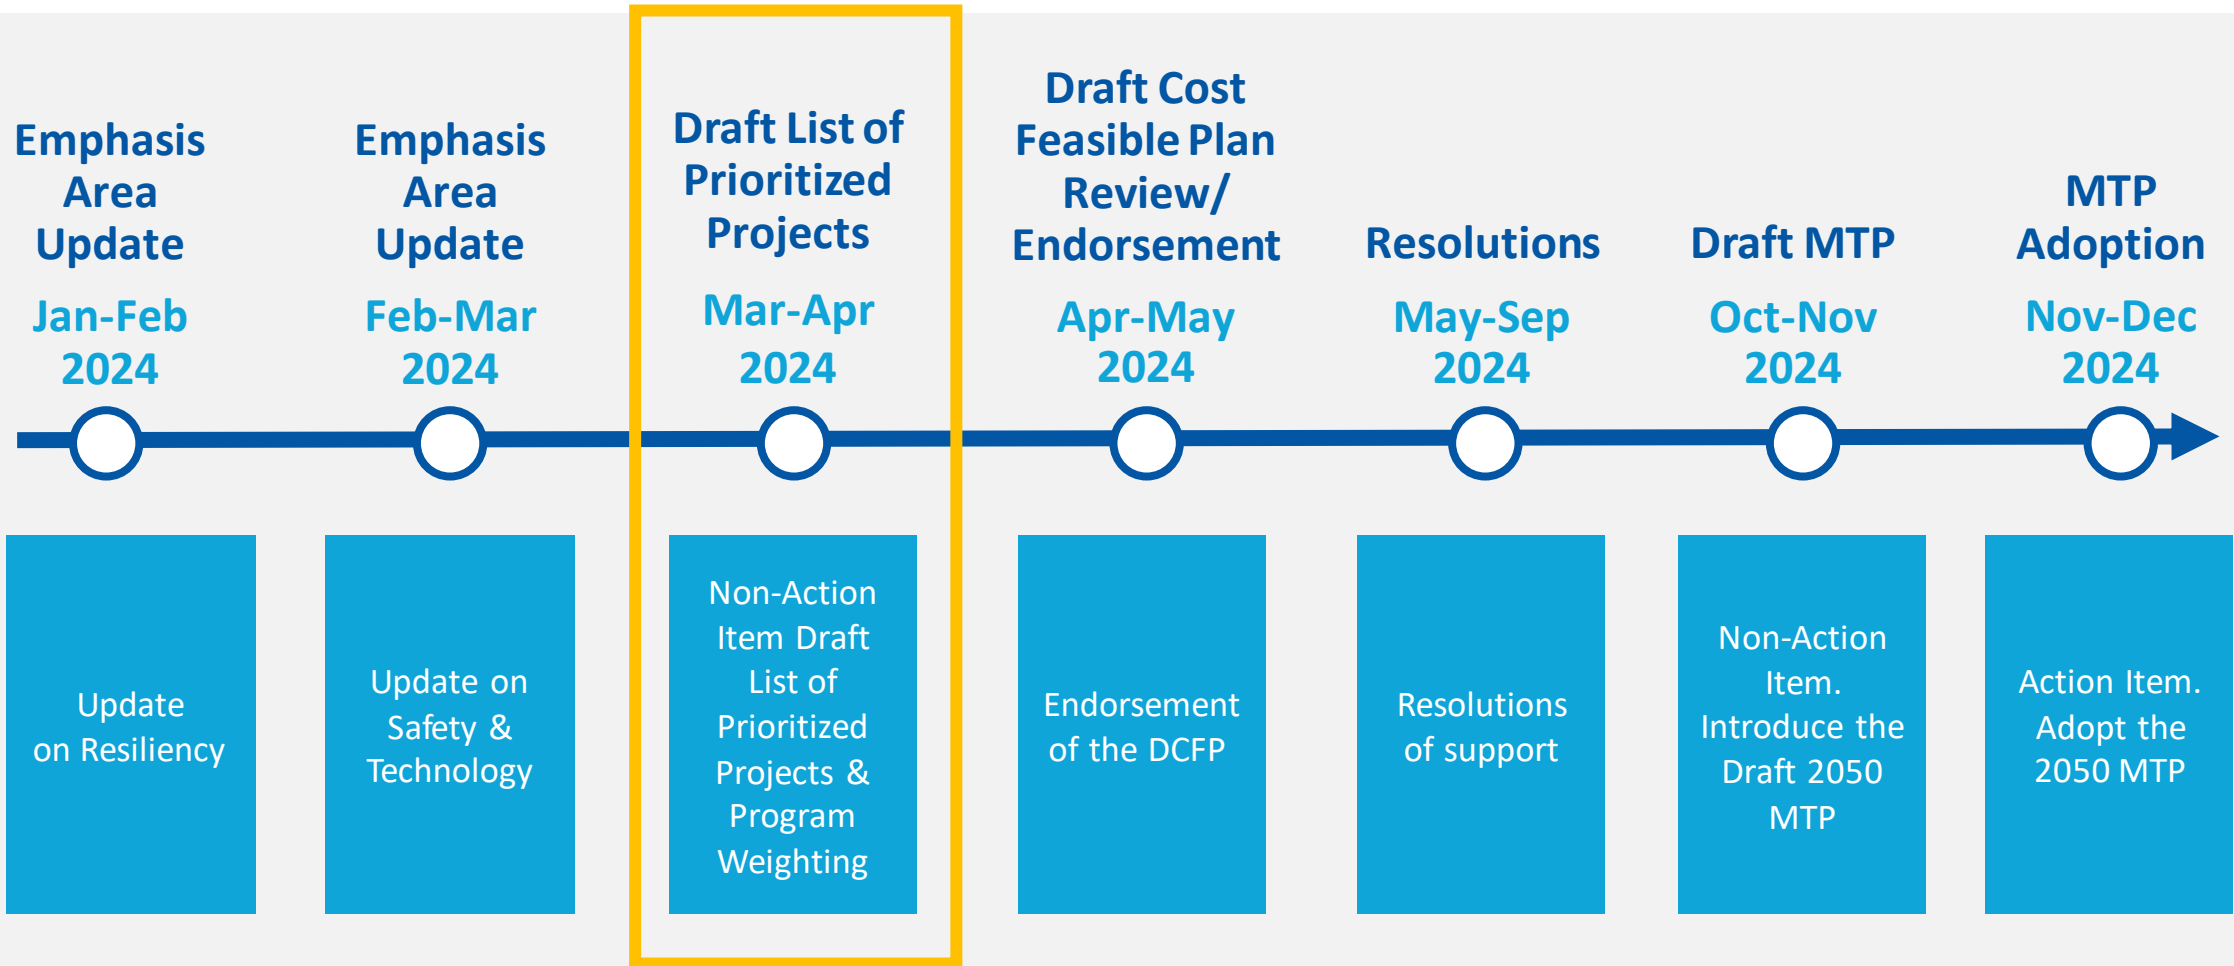 Emphasis
Area
Update
Jan-Feb
2024
Update
on Resiliency
Emphasis
Area
Update
Feb-Mar
2024
Update on
Safety &
Technology
Draft List of
Prioritized
Projects
Mar-Apr
2024
Non-Action
Item Draft
List of
Prioritized
Projects &
Program
Weighting
Draft Cost
Feasible Plan
Review/
Endorsement
Apr-May
2024
Endorsement
of the DCFP
Resolutions
May-Sep
2024
Resolutions
of support
Draft MTP
Oct-Nov
2024
Non-Action
Item.
Introduce the
Draft 2050
MTP
MTP
Adoption
Nov-Dec
2024
Action Item.
Adopt the
2050 MTP